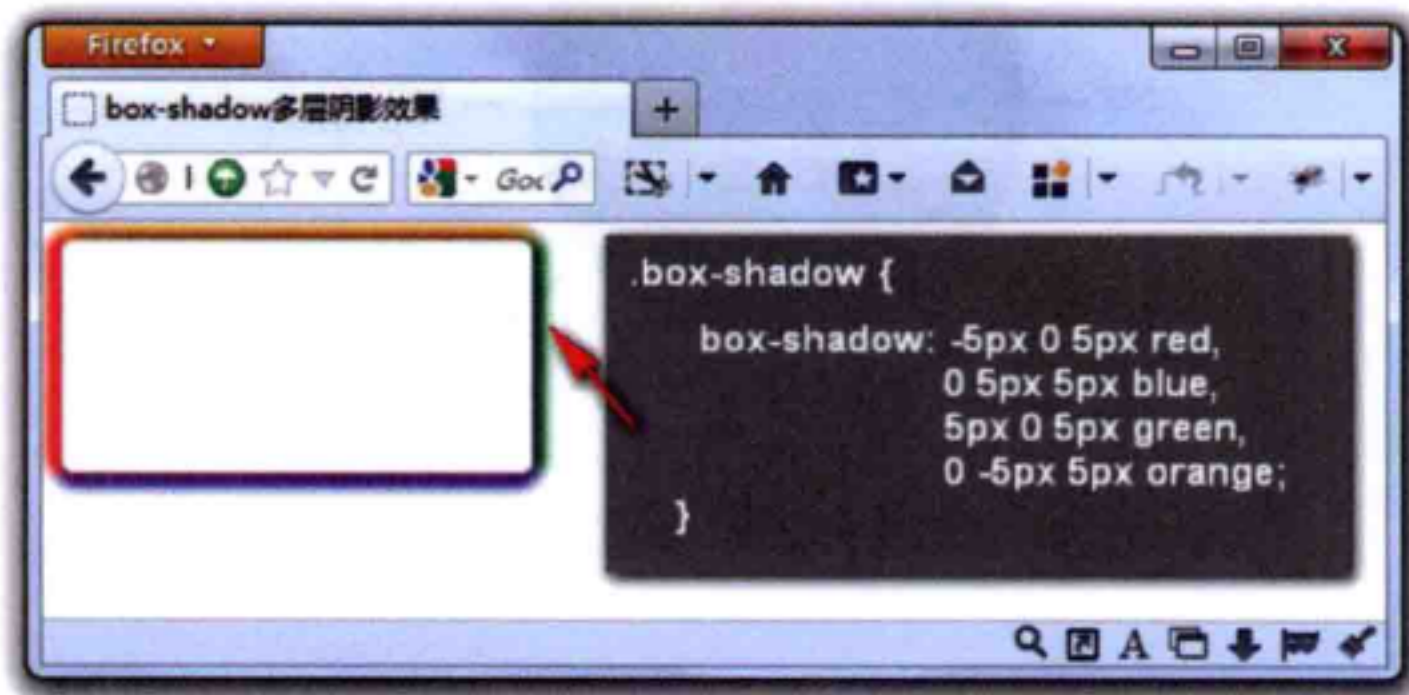 Firefox
box-shadow多层阴影效果
.box-shadow {
box-shadow: -5px 0 5px red,
0 5px 5px blue,
5px 0 5px green,
0 -5px 5px orange;
}